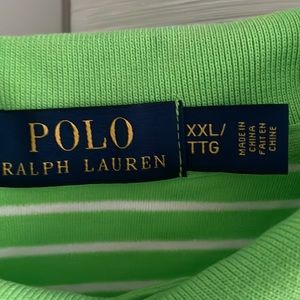 POLO
RALPH LAUREN
XXL/
TTG
MADE IN
CHINA
FAIT EN
CHINE